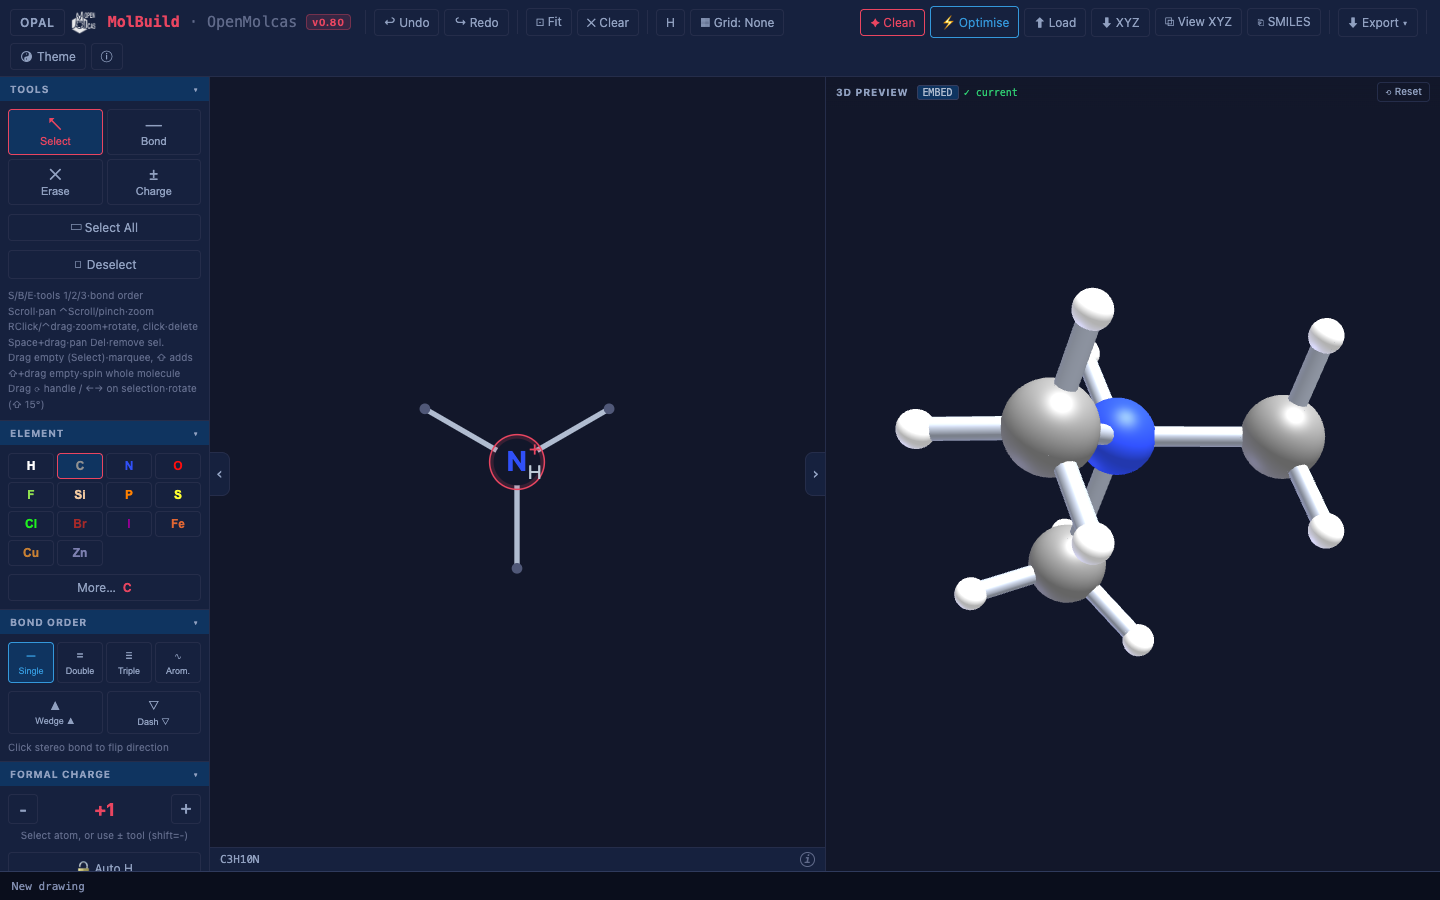 OPAL MolBuild · OpenMolcas v0.80 Undo Redo Fit Clear H Grid: None Clean Optimise Load XYZ View XYZ SMILES Export
Theme
TOOLS
Select
Bond
Erase
Charge
Select All
Deselect
S/B/E·tools 1/2/3·bond order
Scroll·pan ^Scroll/pinch·zoom
RClick/^drag·zoom+rotate, click·delete
Space+drag·pan Del·remove sel.
Drag empty (Select)·marquee, ⇧ adds
⇧+drag empty·spin whole molecule
Drag ⟳ handle / ←→ on selection·rotate
(⇧ 15°)
ELEMENT
H C N O
F Si P S
Cl Br I Fe
Cu Zn
More... C
BOND ORDER
Single Double Triple Arom.
Wedge ▲ Dash ▽
Click stereo bond to flip direction
FORMAL CHARGE
- +1 +
Select atom, or use ± tool (shift=-)
Auto H
N + H
C3H10N
3D PREVIEW EMBED ✓ current Reset
New drawing